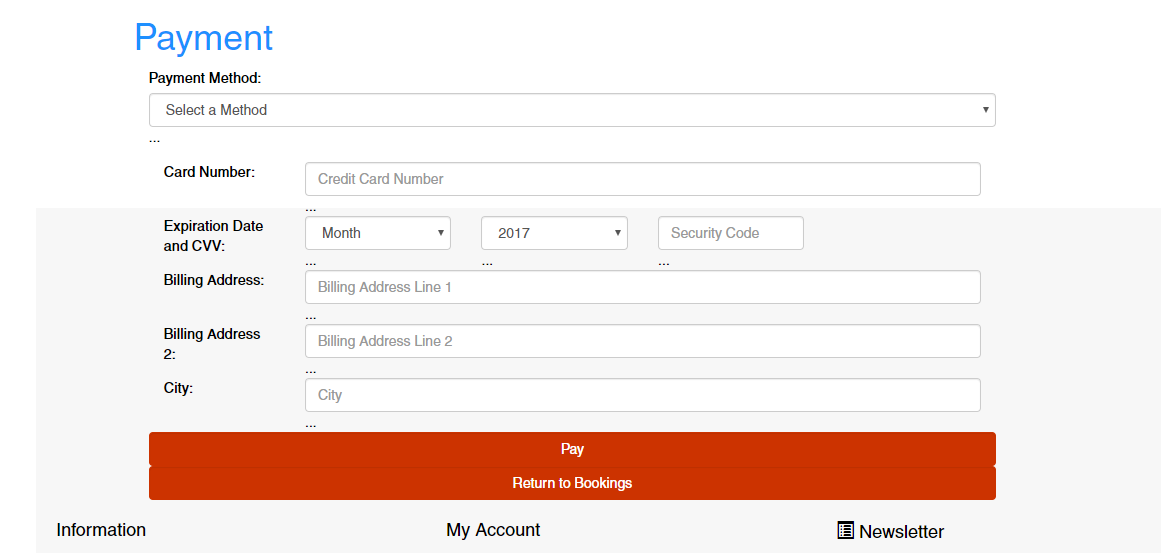 Payment
Payment Method:
Select a Method
...
Card Number:
Credit Card Number
...
Expiration Date
and CVV:
Month
2017
Security Code
...
...
...
Billing Address:
Billing Address Line 1
...
Billing Address
2:
Billing Address Line 2
...
City:
City
...
Pay
Return to Bookings
Information
My Account
Newsletter